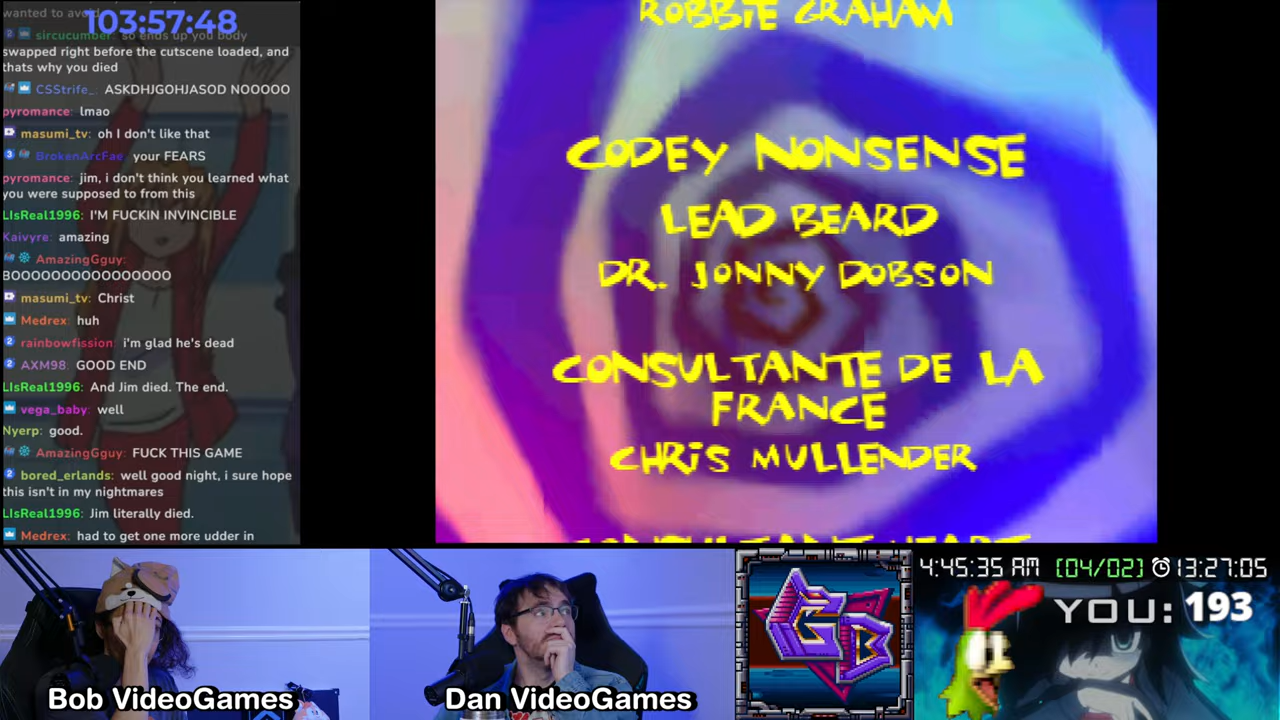 wanted to avoid
103:57:48
sircucumber: so ends up you body
swapped right before the cutscene loaded, and
thats why you died
CSStrife_: ASKDHJGOHJASOD NOOOOO
pyromance: lmao
masumi_tv: oh I don't like that
BrokenArcFae: your FEARS
pyromance: jim, i don't think you learned what
you were supposed to from this
LIsReal1996: I'M FUCKIN INVINCIBLE
Kaivyre: amazing
AmazingGguy:
BOOOOOOOOOOOOOOOO
masumi_tv: Christ
Medrex: huh
rainbowfission: i'm glad he's dead
AXM98: GOOD END
LIsReal1996: And Jim died. The end.
vega_baby: well
Nyerp: good.
AmazingGguy: FUCK THIS GAME
bored_erlands: well good night, i sure hope
this isn't in my nightmares
LIsReal1996: Jim literally died.
Medrex: had to get one more udder in
ROBBIE GRAHAM
CODEY NONSENSE
LEAD BEARD
DR. JONNY DOBSON
CONSULTANTE DE LA
FRANCE
CHRIS MULLENDER
CONSULTANT HEART
Bob VideoGames
Dan VideoGames
GB
4:45:35 AM [04/02] 13:27:05
YOU: 193